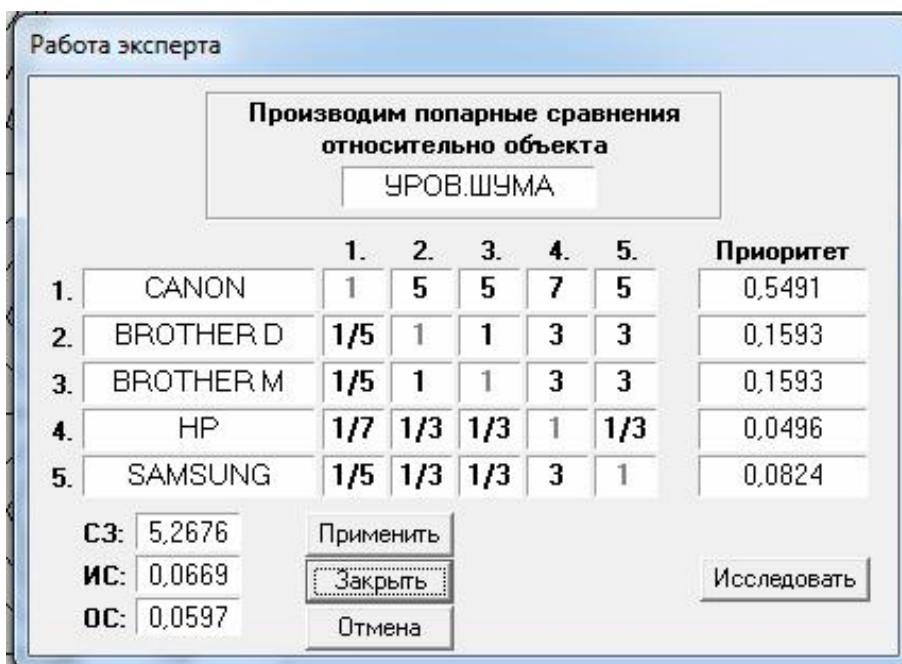 Работа эксперта
Производим попарные сравнения
относительно объекта
УРОВ.ШУМА
1. 2. 3. 4. 5. Приоритет
1. CANON 1 5 5 7 5 0,5491
2. BROTHER D 1/5 1 1 3 3 0,1593
3. BROTHER M 1/5 1 1 3 3 0,1593
4. HP 1/7 1/3 1/3 1 1/3 0,0496
5. SAMSUNG 1/5 1/3 1/3 3 1 0,0824
СЗ: 5,2676 Применить
ИС: 0,0669 Закрыть Исследовать
ОС: 0,0597 Отмена